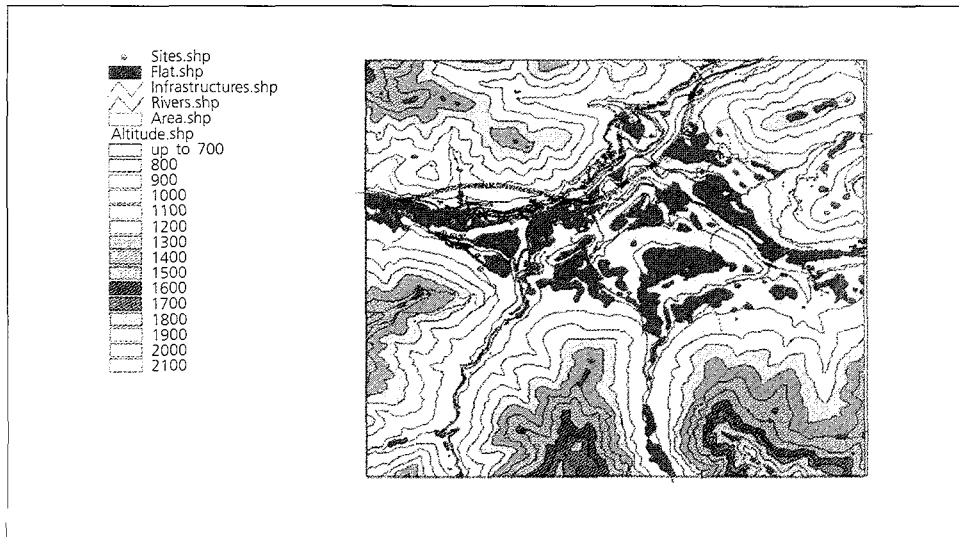 Sites.shp
Flat.shp
Infrastructures.shp
Rivers.shp
Area.shp
Altitude.shp
up to 700
800
900
1000
1100
1200
1300
1400
1500
1600
1700
1800
1900
2000
2100